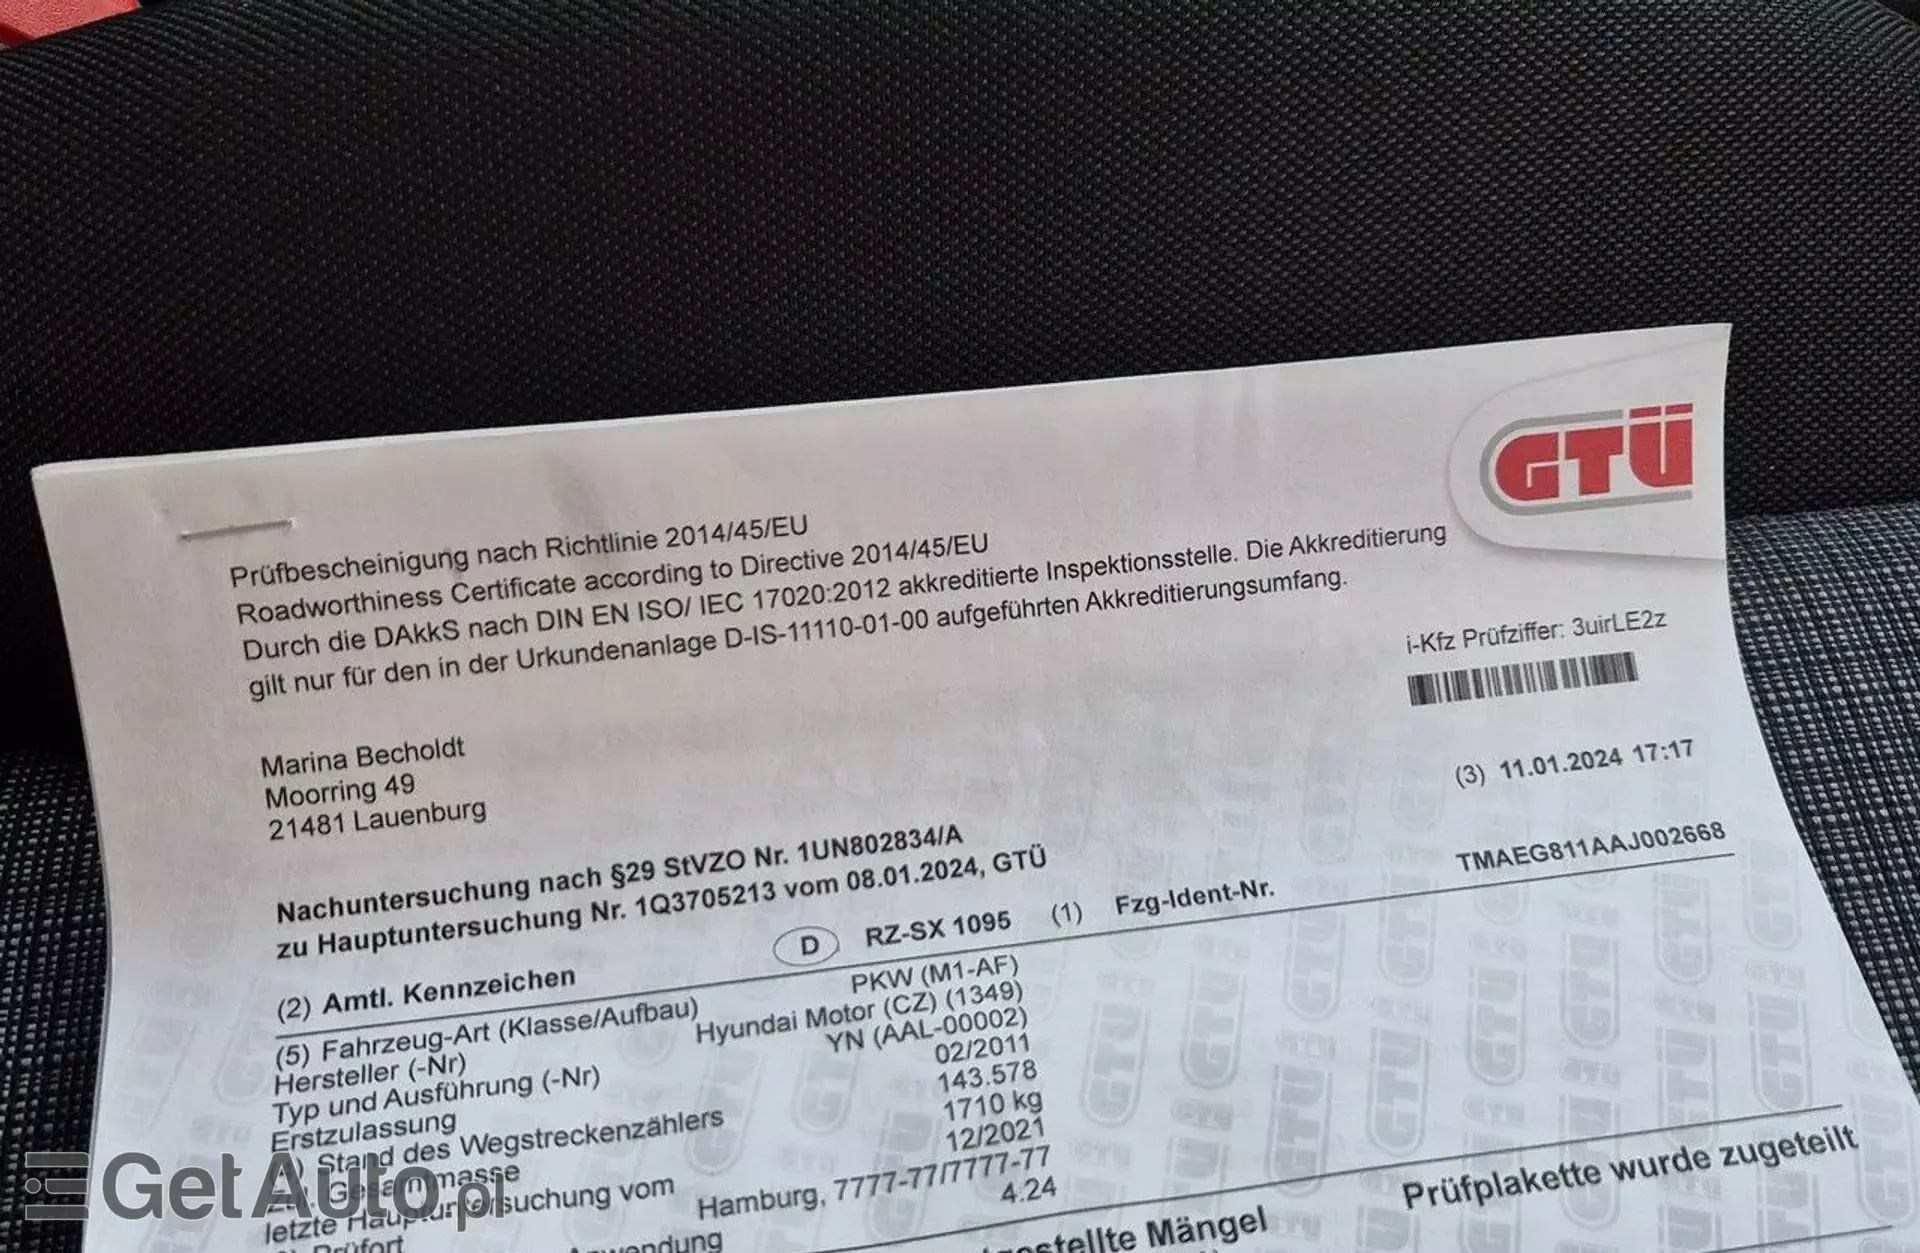 GTÜ
Prüfbescheinigung nach Richtlinie 2014/45/EU
Roadworthiness Certificate according to Directive 2014/45/EU
Durch die DAkkS nach DIN EN ISO/ IEC 17020:2012 akkreditierte Inspektionsstelle. Die Akkreditierung
gilt nur für den in der Urkundenanlage D-IS-11110-01-00 aufgeführten Akkreditierungsumfang.
i-Kfz Prüfziffer: 3uirLE2z
Marina Becholdt
Moorring 49
21481 Lauenburg
(3) 11.01.2024 17:17
Nachuntersuchung nach §29 StVZO Nr. 1UN802834/A
zu Hauptuntersuchung Nr. 1Q3705213 vom 08.01.2024, GTÜ
(2) Amtl. Kennzeichen D RZ-SX 1095 (1) Fzg-Ident-Nr. TMAEG811AAJ002668
(5) Fahrzeug-Art (Klasse/Aufbau) PKW (M1-AF)
Hersteller (-Nr) Hyundai Motor (CZ) (1349)
Typ und Ausführung (-Nr) YN (AAL-00002)
Erstzulassung 02/2011
Stand des Wegstreckenzählers 143.578
Gesamtmasse 1710 kg
letzte Hauptuntersuchung vom 12/2021
Prüfort Hamburg, 7777-77/7777-77
4.24
Prüfplakette wurde zugeteilt
Mängel
GetAuto.pl